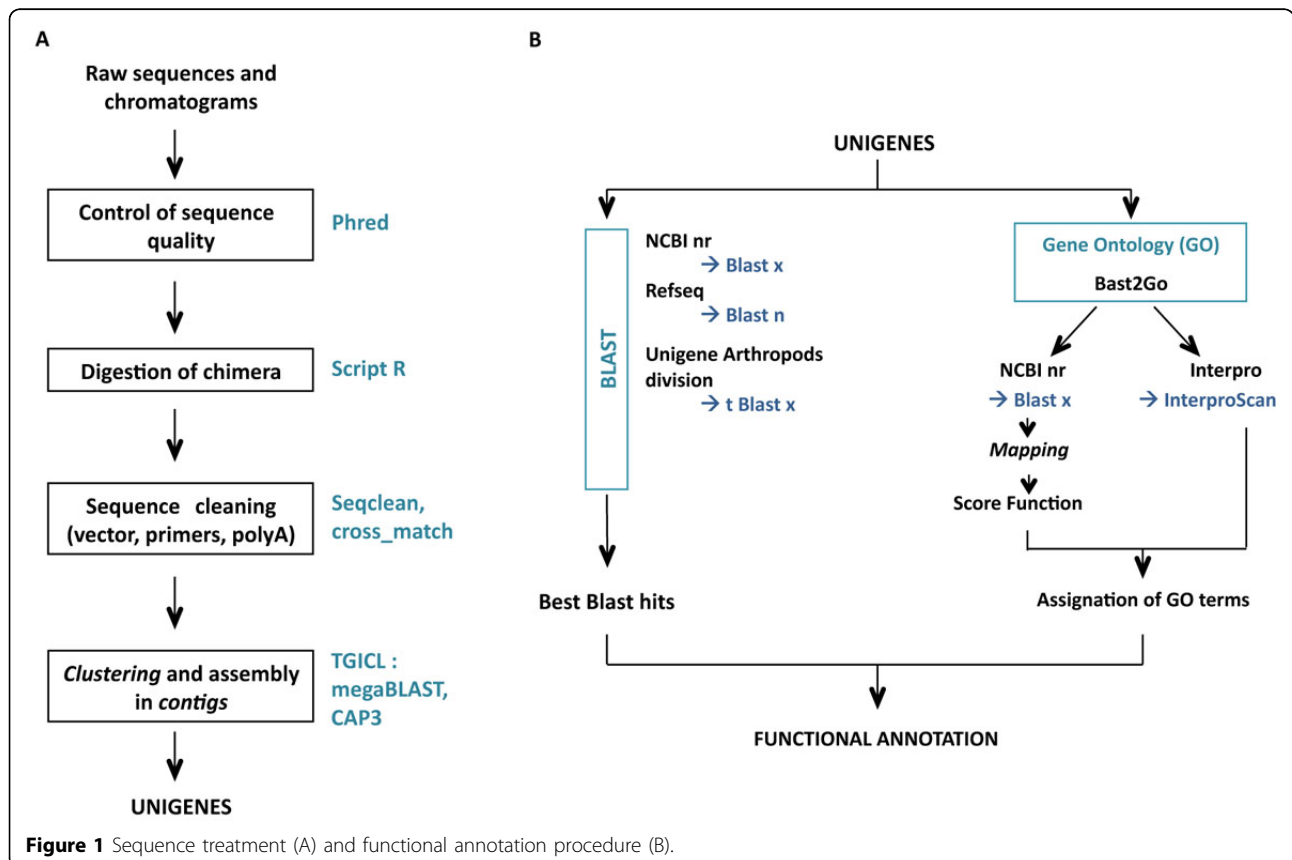 A
Raw sequences and
chromatograms
Control of sequence
quality
Phred
Digestion of chimera
Script R
Sequence cleaning
(vector, primers, polyA)
Seqclean,
cross_match
Clustering and assembly
in contigs
TGICL :
megaBLAST,
CAP3
UNIGENES
B
UNIGENES
BLAST
NCBI nr
→ Blast x
Refseq
→ Blast n
Unigene Arthropods
division
→ t Blast x
Best Blast hits
Gene Ontology (GO)
Bast2Go
NCBI nr
→ Blast x
Mapping
Score Function
Interpro
→ InterproScan
Assignation of GO terms
FUNCTIONAL ANNOTATION
Figure 1 Sequence treatment (A) and functional annotation procedure (B).